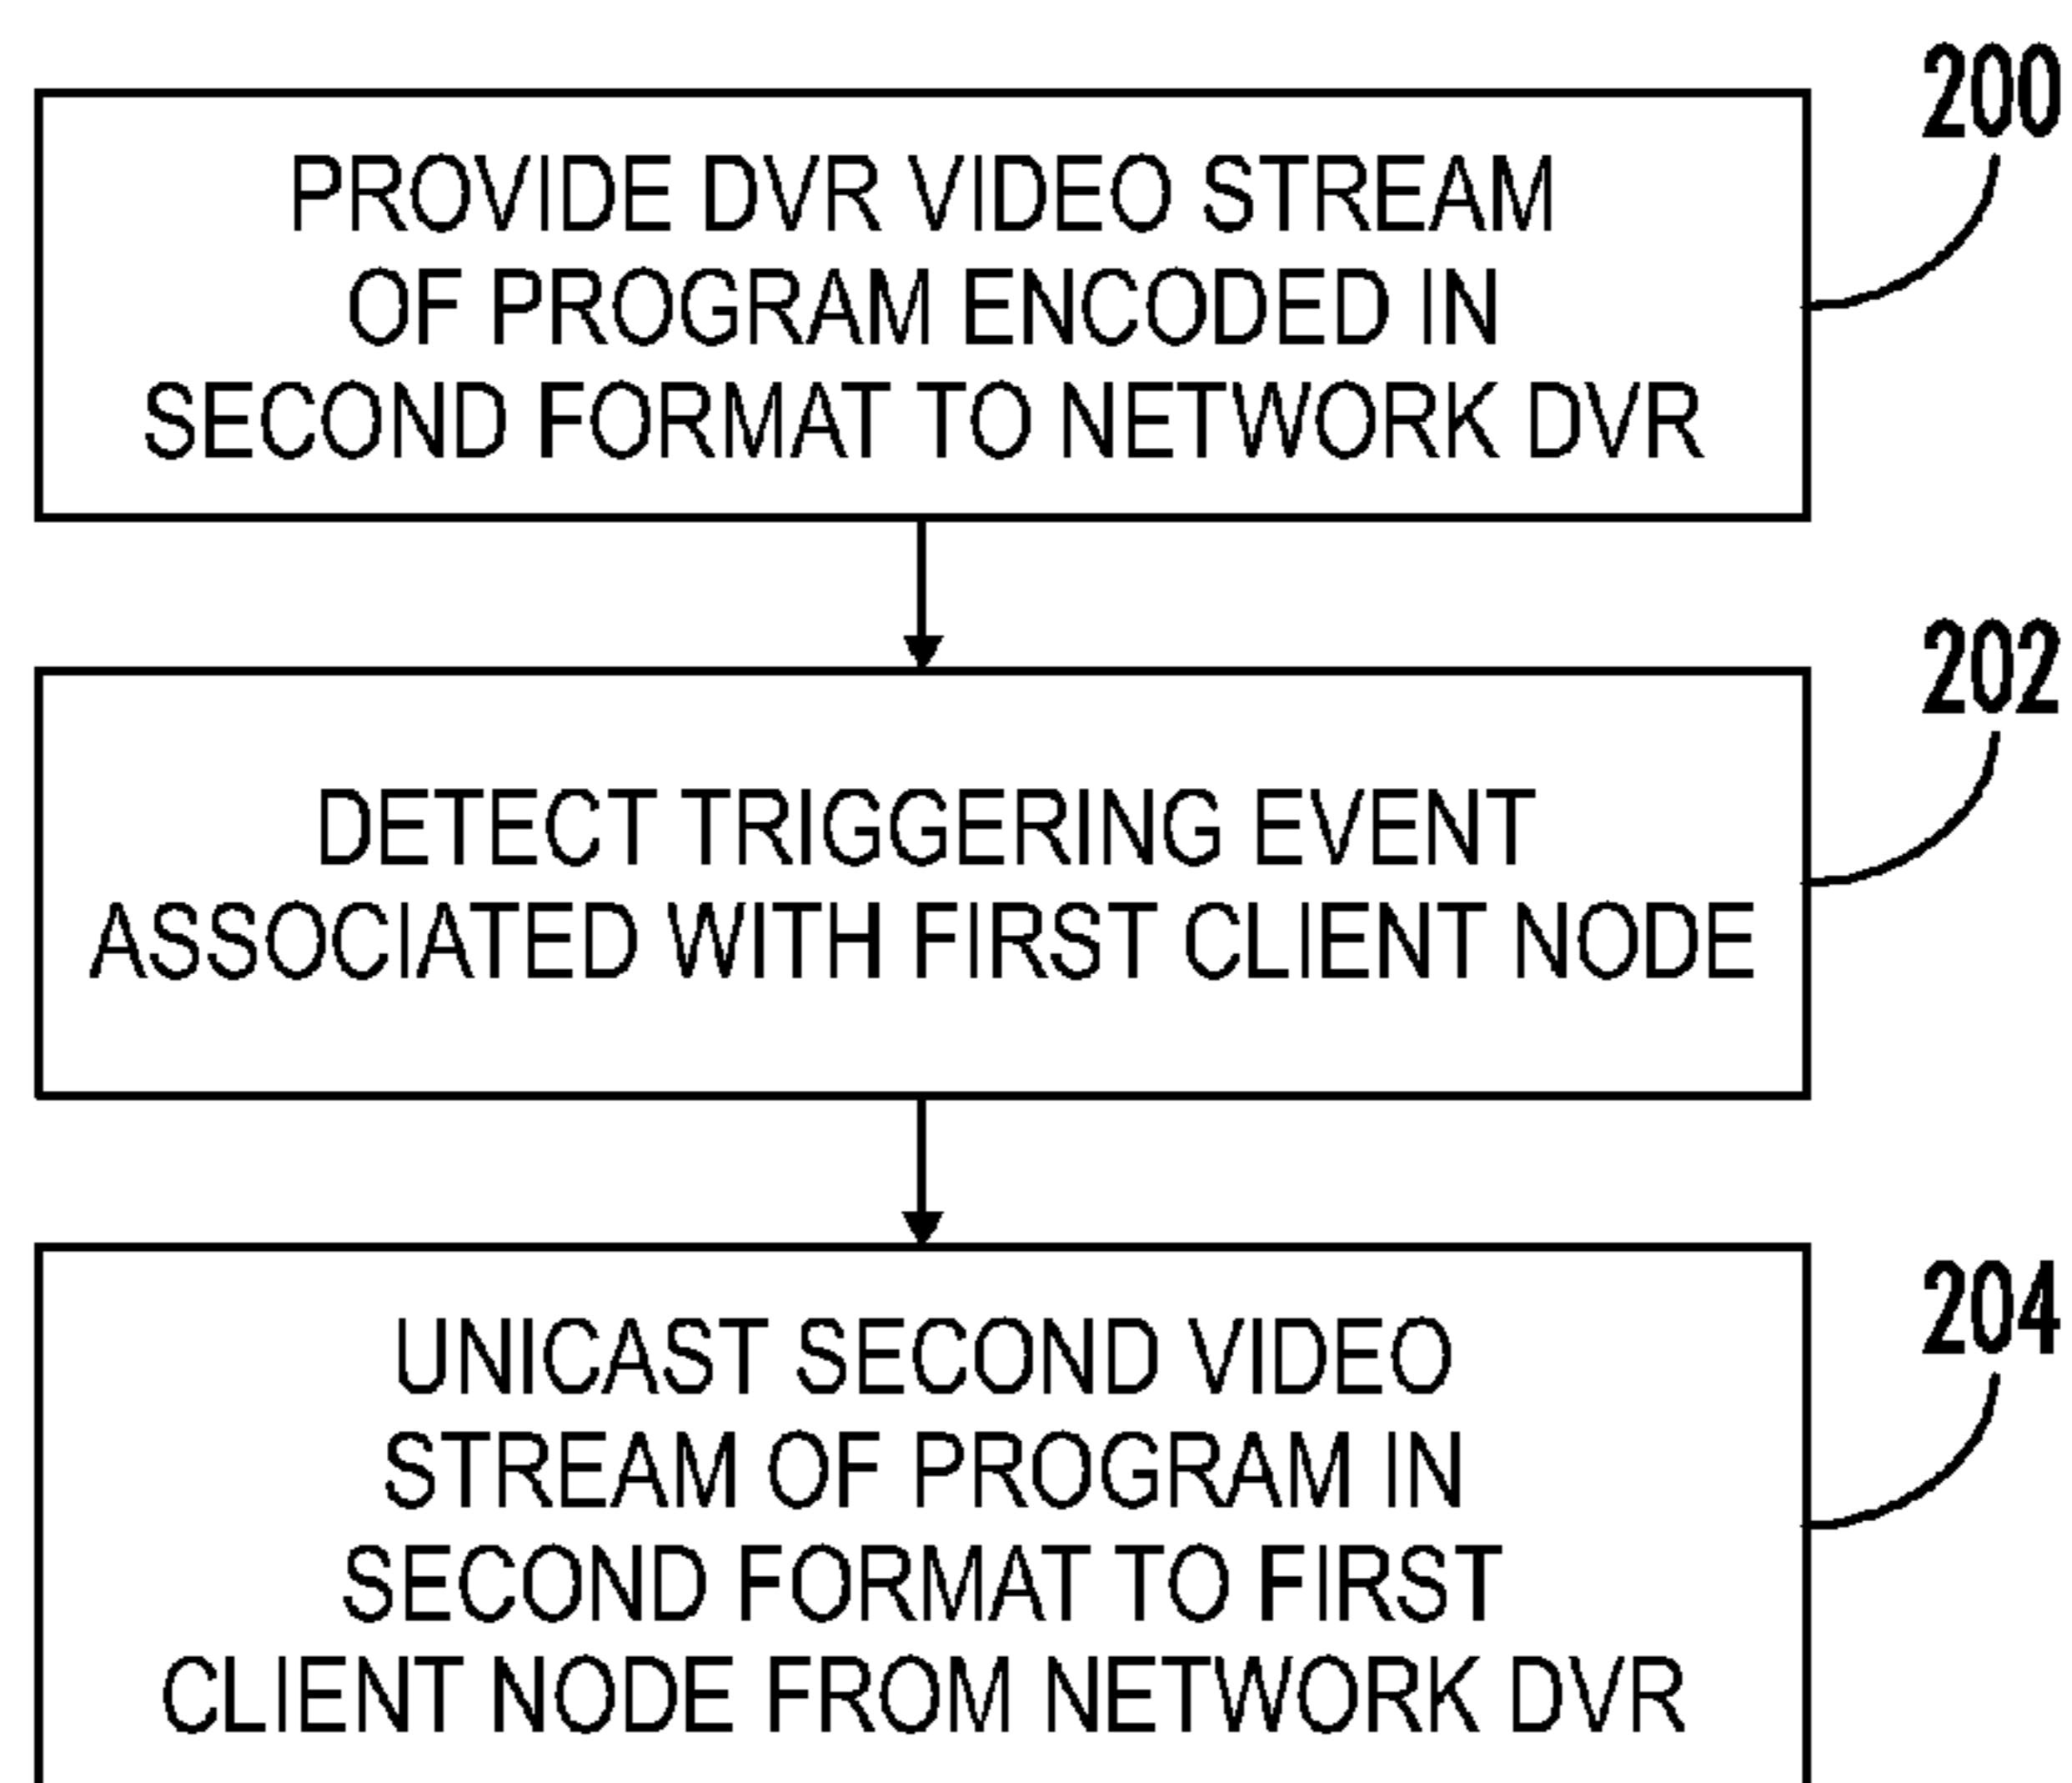 200
PROVIDE DVR VIDEO STREAM
OF PROGRAM ENCODED IN
SECOND FORMAT TO NETWORK DVR
202
DETECT TRIGGERING EVENT
ASSOCIATED WITH FIRST CLIENT NODE
204
UNICAST SECOND VIDEO
STREAM OF PROGRAM IN
SECOND FORMAT TO FIRST
CLIENT NODE FROM NETWORK DVR